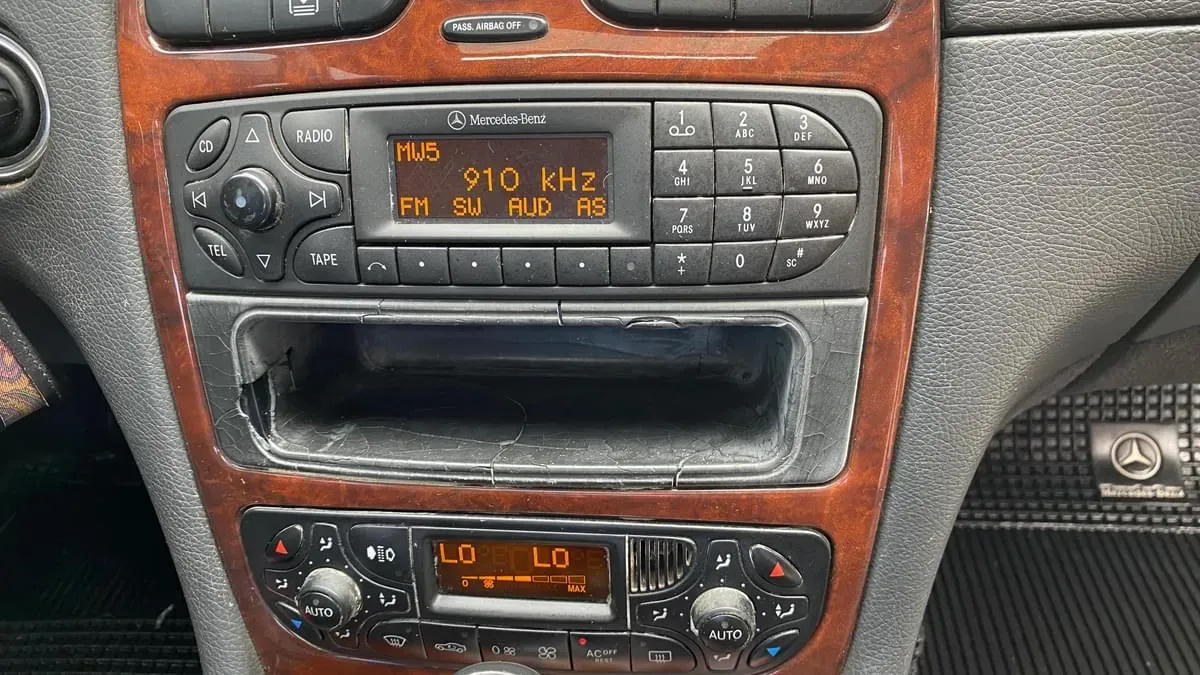 PASS. AIRBAG OFF
Mercedes-Benz
CD
RADIO
TEL
TAPE
MW5
910 kHz
FM SW AUD AS
1
2 ABC
3 DEF
4 GHI
5 JKL
6 MNO
7 PQRS
8 TUV
9 WXYZ
* +
0
SC #
Mercedes-Benz
LO LO
0 MAX
AUTO
AUTO
0
AC OFF
REST